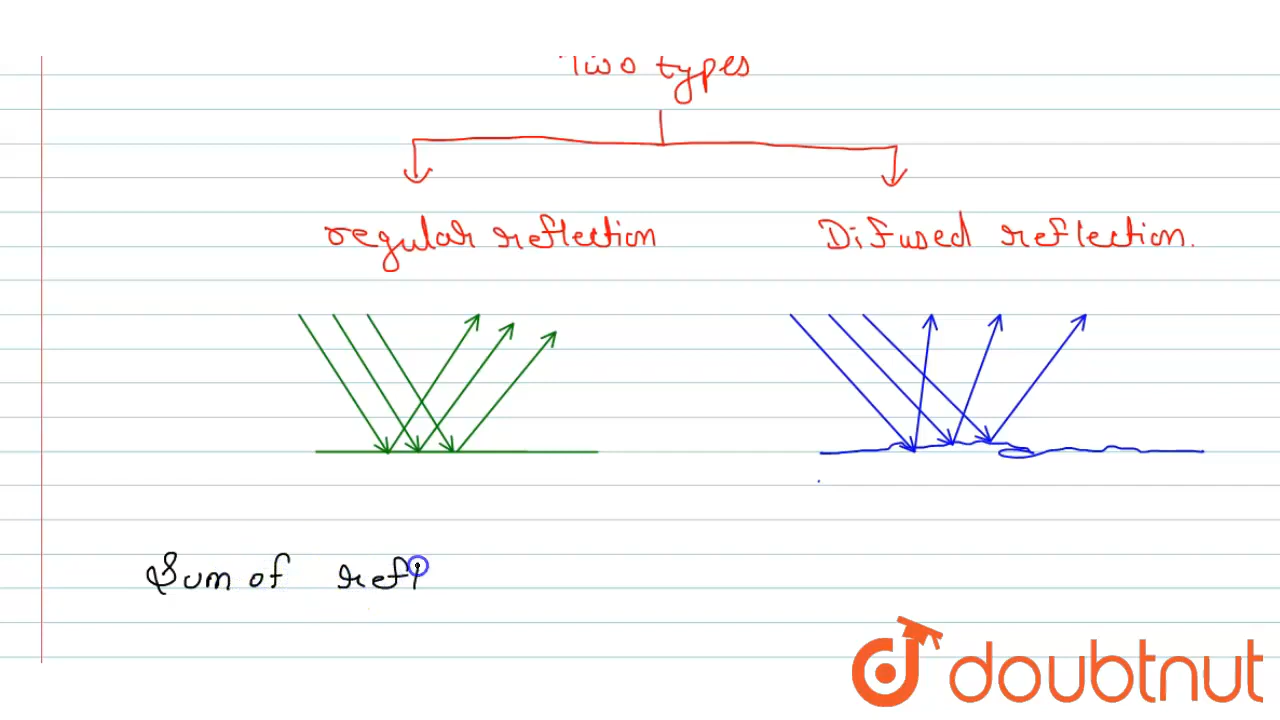 Two types
regular reflection
Difused reflection.
Sum of refl
doubtnut